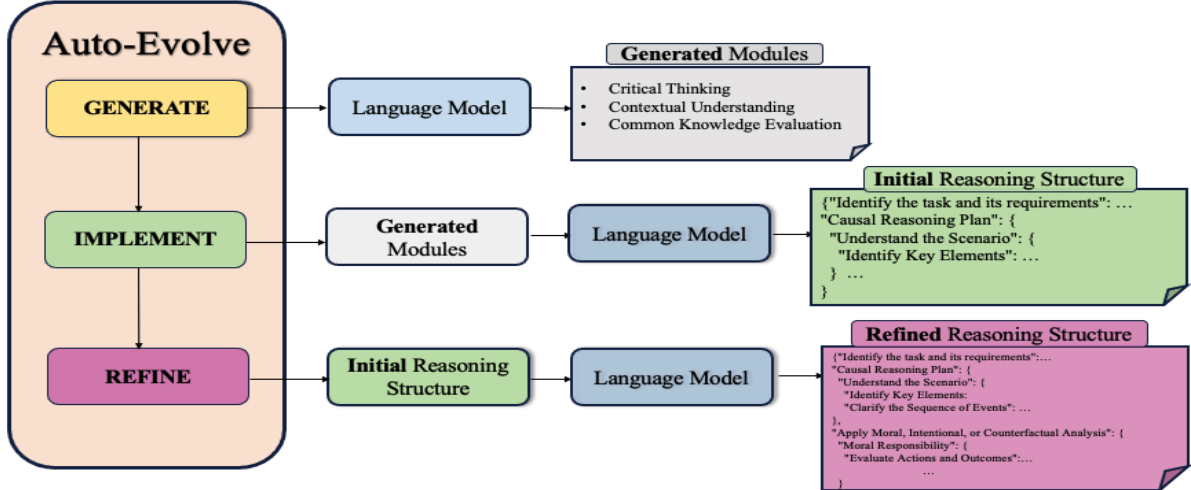 Auto-Evolve
GENERATE
Language Model
Generated Modules
• Critical Thinking
• Contextual Understanding
• Common Knowledge Evaluation
IMPLEMENT
Generated
Modules
Language Model
Initial Reasoning Structure
{"Identify the task and its requirements": …
"Causal Reasoning Plan": {
"Understand the Scenario": {
"Identify Key Elements": …
} …
}
REFINE
Initial Reasoning
Structure
Language Model
Refined Reasoning Structure
{"Identify the task and its requirements":…
"Causal Reasoning Plan": {
"Understand the Scenario": {
"Identify Key Elements:
"Clarify the Sequence of Events": …
},
"Apply Moral, Intentional, or Counterfactual Analysis": {
"Moral Responsibility": {
"Evaluate Actions and Outcomes":…
…
}